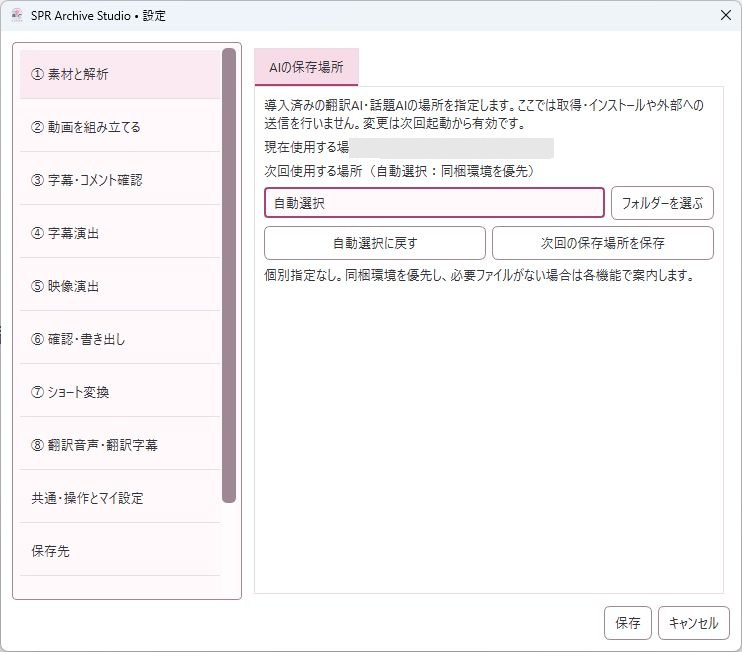 SPR Archive Studio • 設定
① 素材と解析
② 動画を組み立てる
③ 字幕・コメント確認
④ 字幕演出
⑤ 映像演出
⑥ 確認・書き出し
⑦ ショート変換
⑧ 翻訳音声・翻訳字幕
共通・操作とマイ設定
保存先
AIの保存場所
導入済みの翻訳AI・話題AIの場所を指定します。ここでは取得・インストールや外部への
送信を行いません。変更は次回起動から有効です。
現在使用する場
次回使用する場所（自動選択：同梱環境を優先）
自動選択
フォルダーを選ぶ
自動選択に戻す
次回の保存場所を保存
個別指定なし。同梱環境を優先し、必要ファイルがない場合は各機能で案内します。
保存
キャンセル